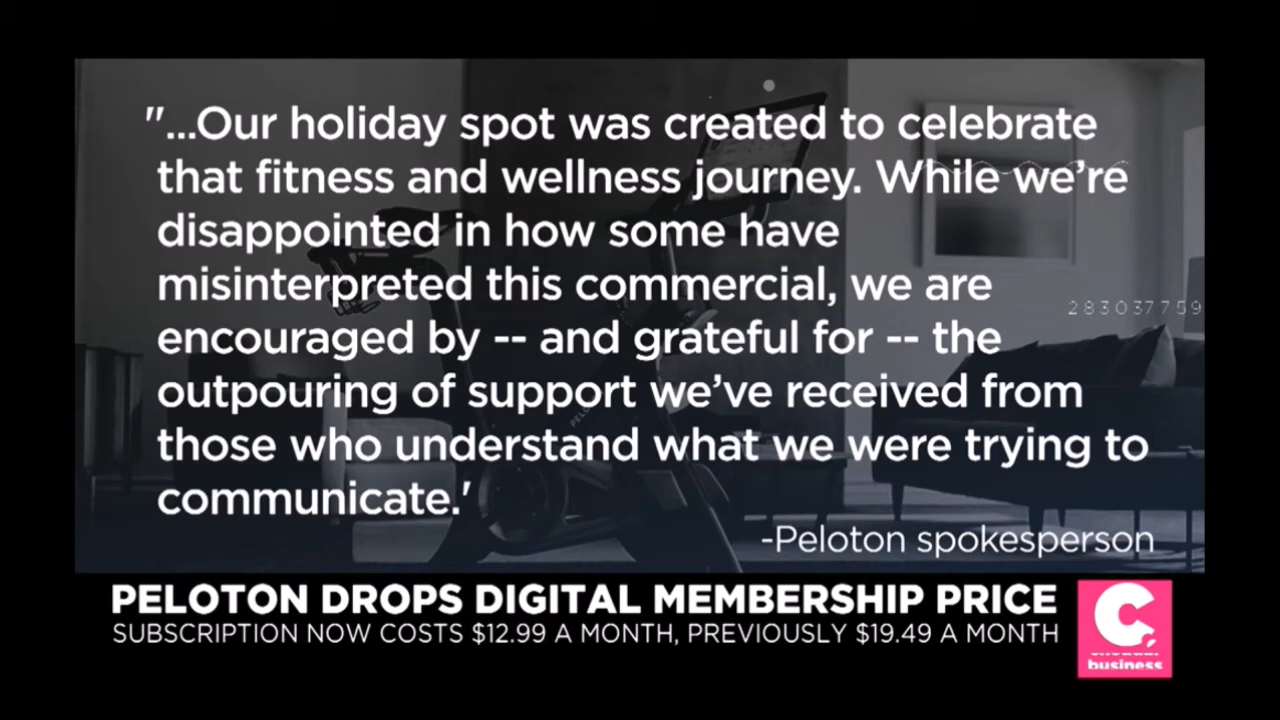 "...Our holiday spot was created to celebrate
that fitness and wellness journey. While we're
disappointed in how some have
misinterpreted this commercial, we are
283037759
encouraged by -- and grateful for -- the
outpouring of support we've received from
those who understand what we were trying to
communicate.'
-Peloton spokesperson
PELOTON DROPS DIGITAL MEMBERSHIP PRICE
SUBSCRIPTION NOW COSTS $12.99 A MONTH, PREVIOUSLY $19.49 A MONTH
C
business